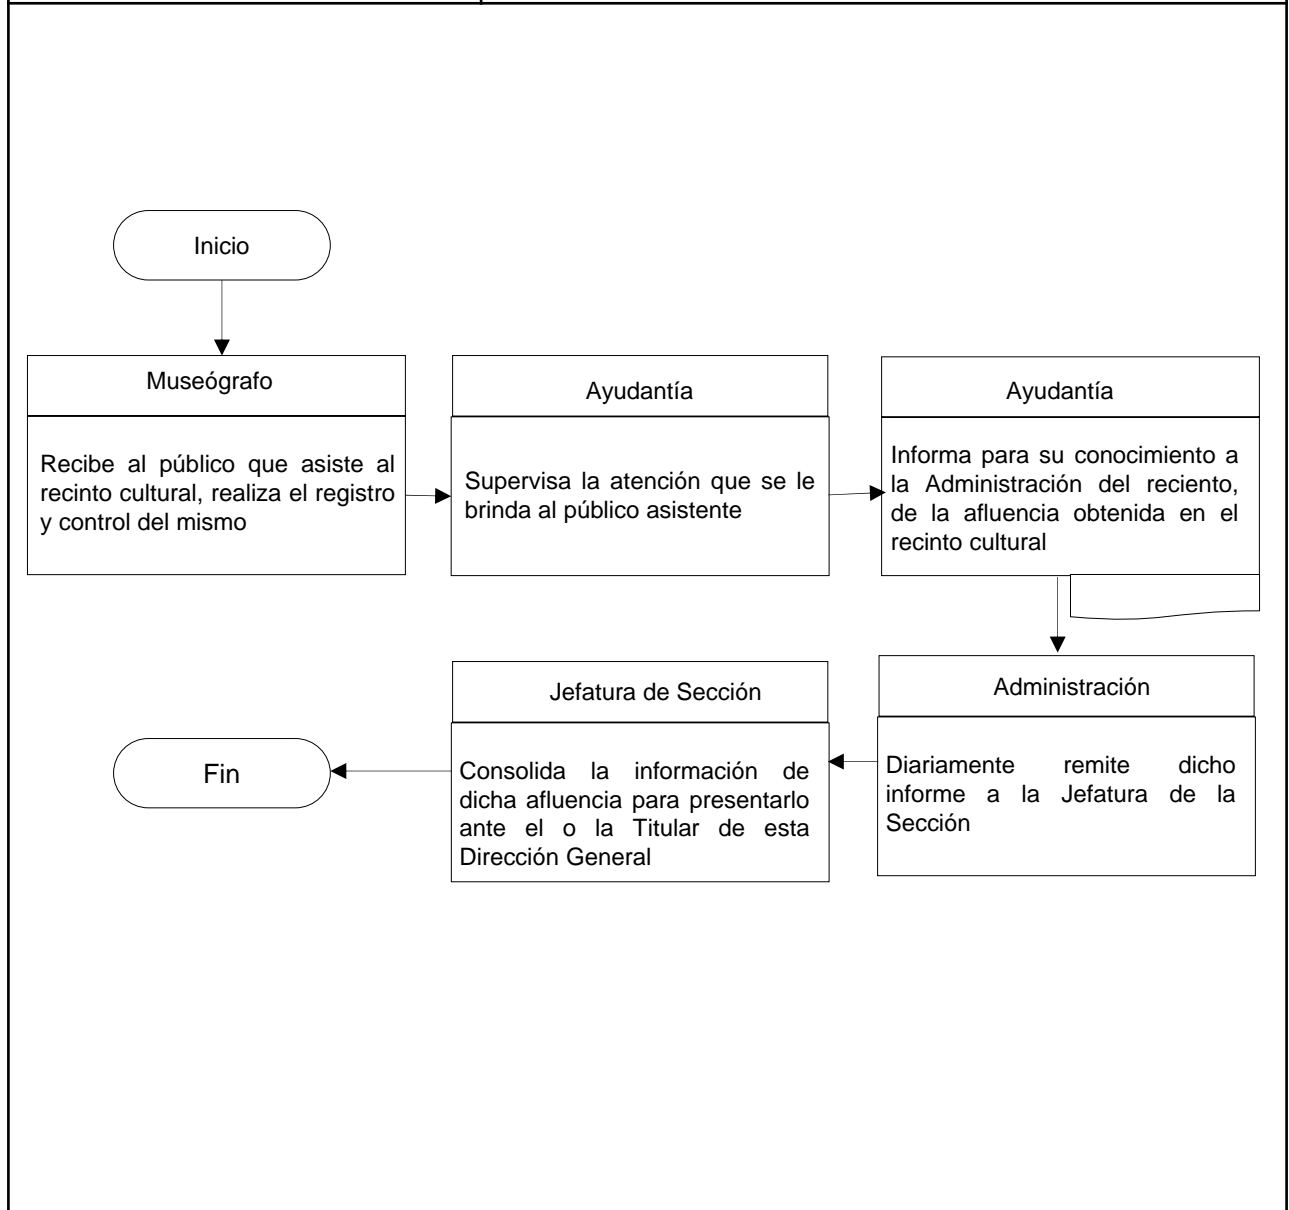 Inicio
Museógrafo
Recibe al público que asiste al
recinto cultural, realiza el registro
y control del mismo
Ayudantía
Supervisa la atención que se le
brinda al público asistente
Ayudantía
Informa para su conocimiento a
la Administración del reciento,
de la afluencia obtenida en el
recinto cultural
Administración
Diariamente remite dicho
informe a la Jefatura de la
Sección
Jefatura de Sección
Consolida la información de
dicha afluencia para presentarlo
ante el o la Titular de esta
Dirección General
Fin